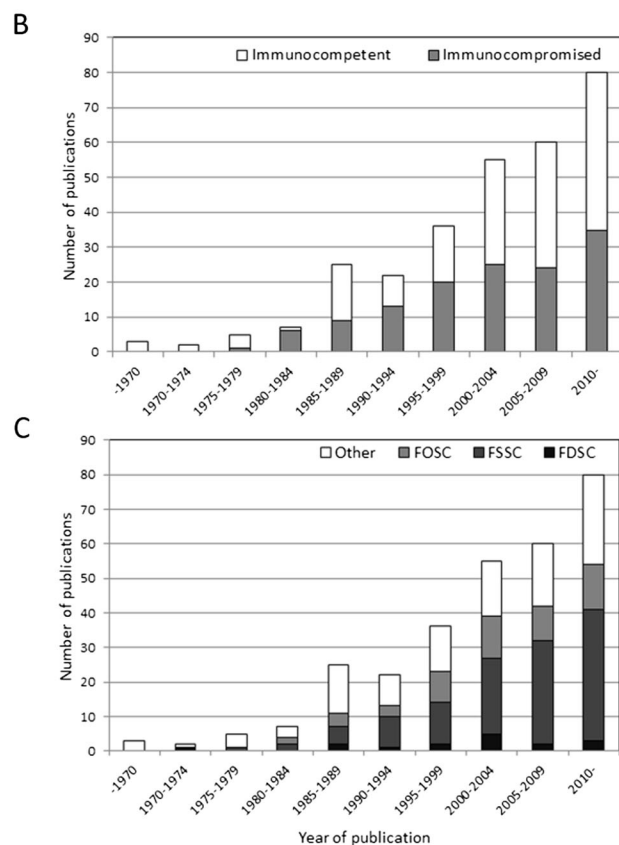 B
90
Immunocompetent Immunocompromised
80
70
60
50
40
30
20
10
0
Number of publications
-1970 1970-1974 1975-1979 1980-1984 1985-1989 1990-1994 1995-1999 2000-2004 2005-2009 2010-
C
90
Other FOSC FSSC FDSC
80
70
60
50
40
30
20
10
0
Number of publications
-1970 1970-1974 1975-1979 1980-1984 1985-1989 1990-1994 1995-1999 2000-2004 2005-2009 2010-
Year of publication